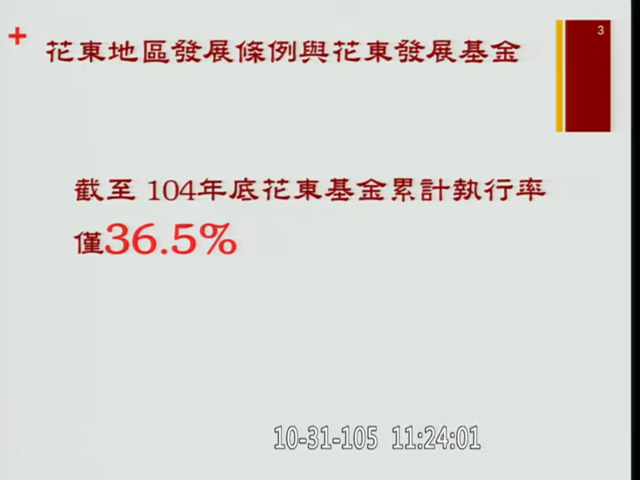 3
+ 花東地區發展條例與花東發展基金
截至 104年底花東基金累計執行率
僅36.5%
10-31-105 11:24:01